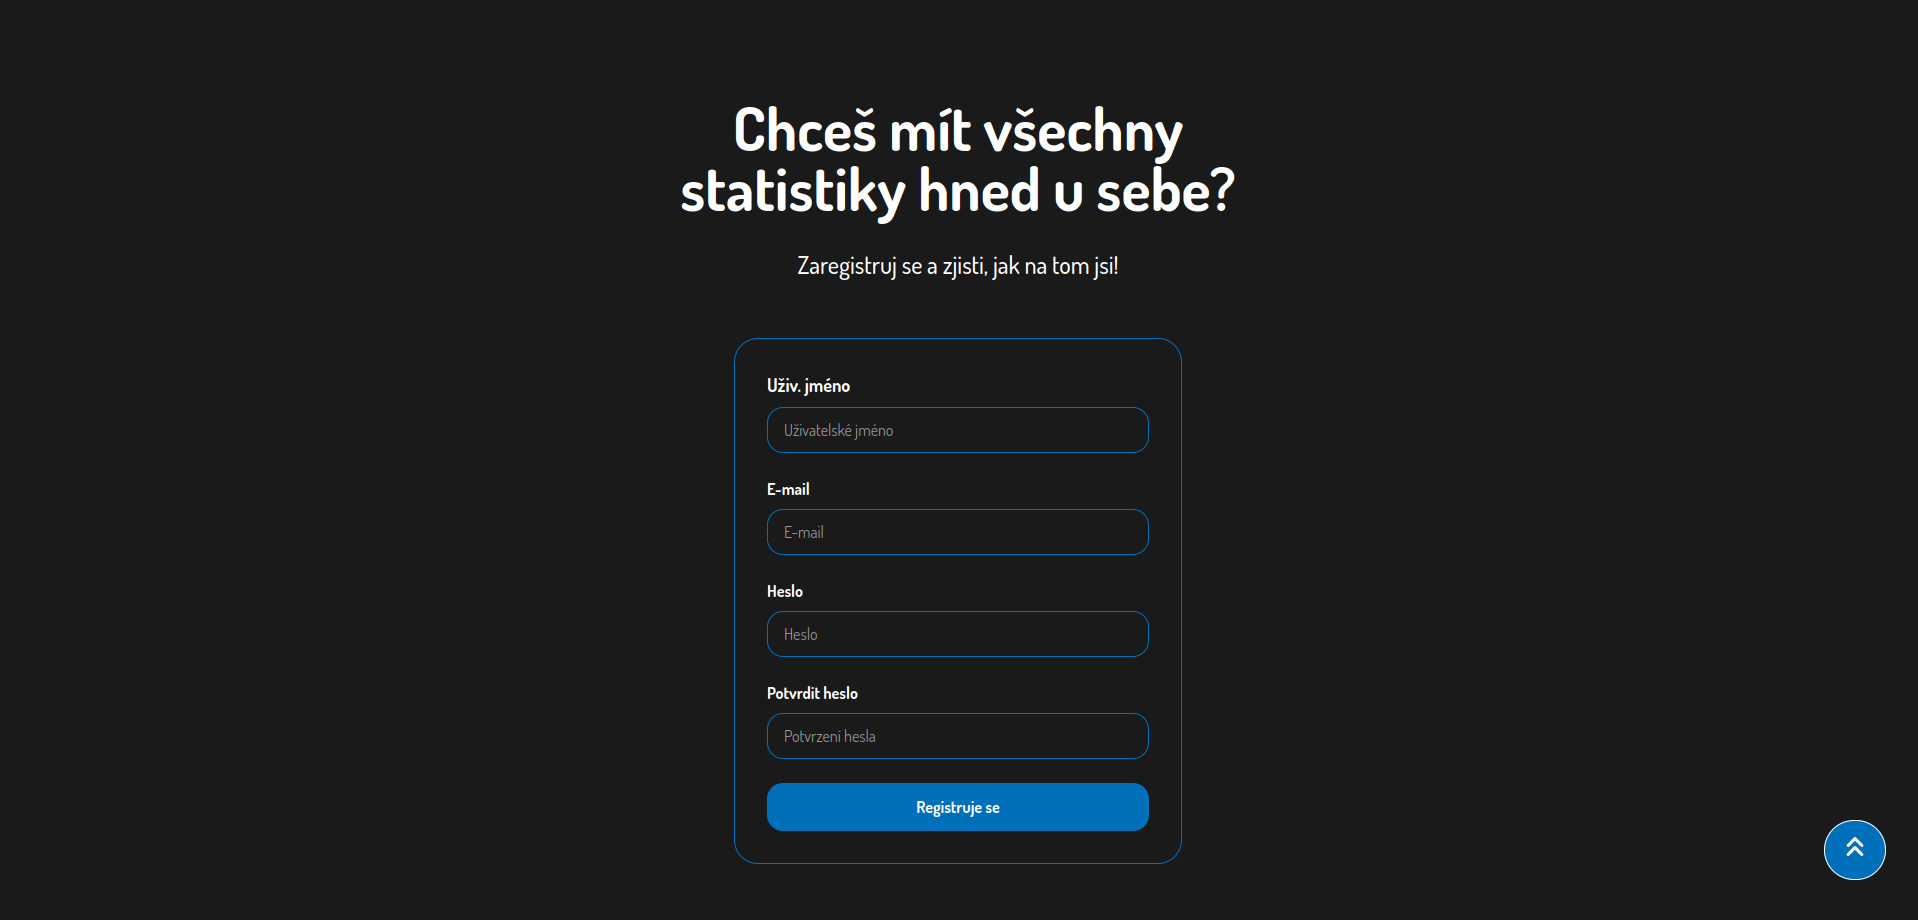 Chceš mít všechny
statistiky hned u sebe?
Zaregistruj se a zjisti, jak na tom jsi!
Uživ. jméno
Uživatelské jméno
E-mail
E-mail
Heslo
Heslo
Potvrdit heslo
Potvrzení hesla
Registruje se